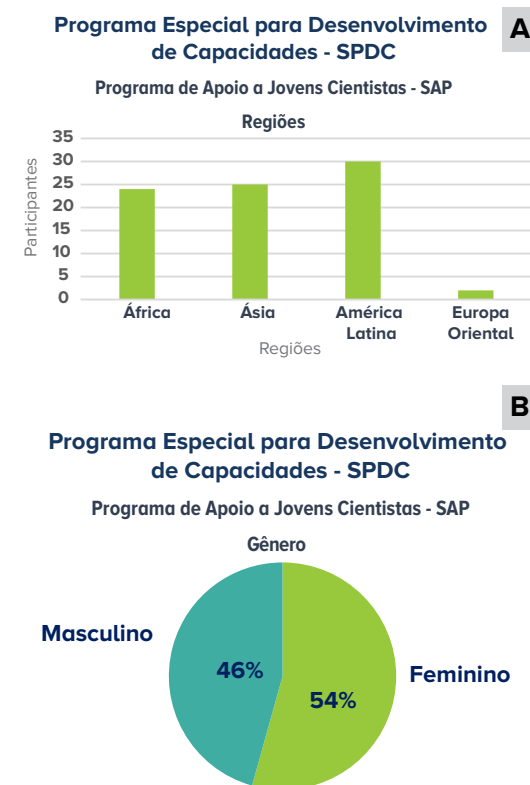 Programa Especial para Desenvolvimento
de Capacidades - SPDC
A
Programa de Apoio a Jovens Cientistas - SAP
Regiões
35
30
25
20
15
10
5
0
Participantes
África
Ásia
América
Latina
Europa
Oriental
Regiões
B
Programa Especial para Desenvolvimento
de Capacidades - SPDC
Programa de Apoio a Jovens Cientistas - SAP
Gênero
Masculino
46%
Feminino
54%